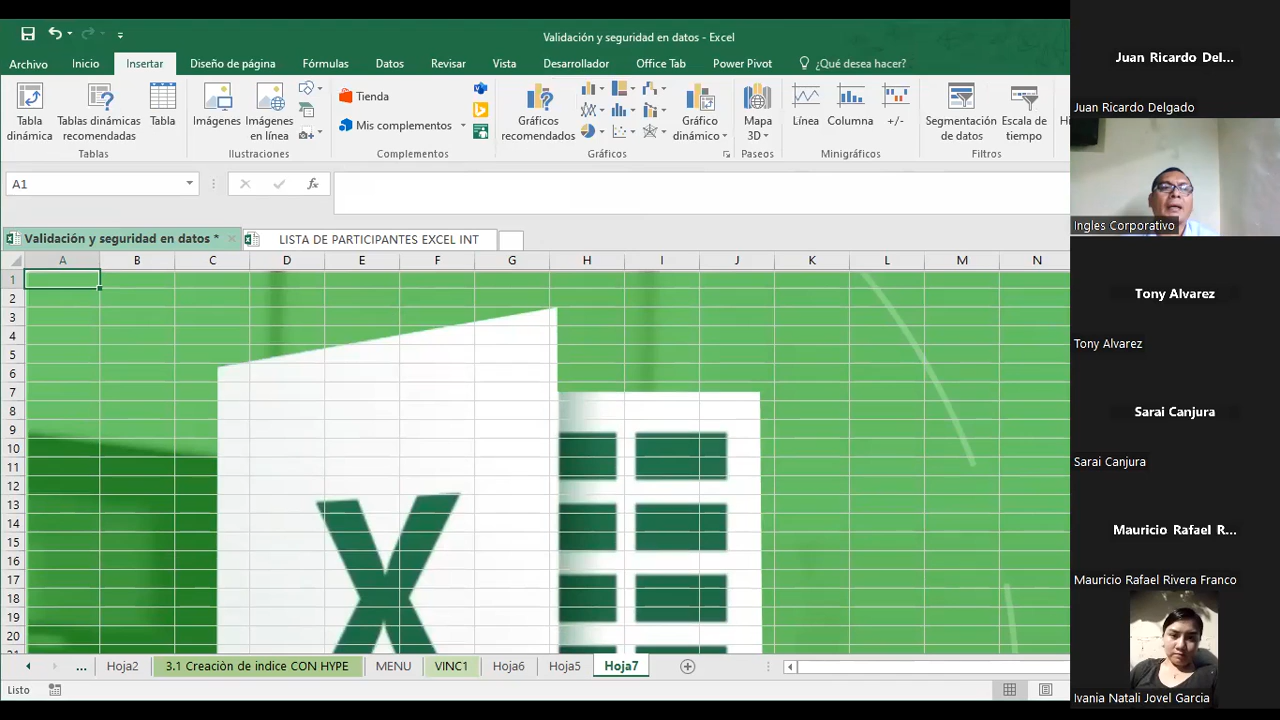 Validación y seguridad en datos - Excel
Archivo
Inicio
Insertar
Diseño de página
Fórmulas
Datos
Revisar
Vista
Desarrollador
Office Tab
Power Pivot
¿Qué desea hacer?
Tabla dinámica
Tablas dinámicas recomendadas
Tabla
Tablas
Imágenes
Imágenes en línea
Ilustraciones
Tienda
Mis complementos
Complementos
Gráficos recomendados
Gráfico dinámico
Gráficos
Mapa 3D
Paseos
Línea
Columna
+/-
Minigráficos
Segmentación de datos
Escala de tiempo
Filtros
A1
fx
Validación y seguridad en datos *
LISTA DE PARTICIPANTES EXCEL INT
A B C D E F G H I J K L M N
1
2
3
4
5
6
7
8
9
10
11
12
13
14
15
16
17
18
19
20
X
... Hoja2 3.1 Creaciòn de indice CON HYPE MENU VINC1 Hoja6 Hoja5 Hoja7
Listo
Juan Ricardo Del...
Juan Ricardo Delgado
Ingles Corporativo
Tony Alvarez
Tony Alvarez
Sarai Canjura
Sarai Canjura
Mauricio Rafael R...
Mauricio Rafael Rivera Franco
Ivania Natali Jovel Garcia